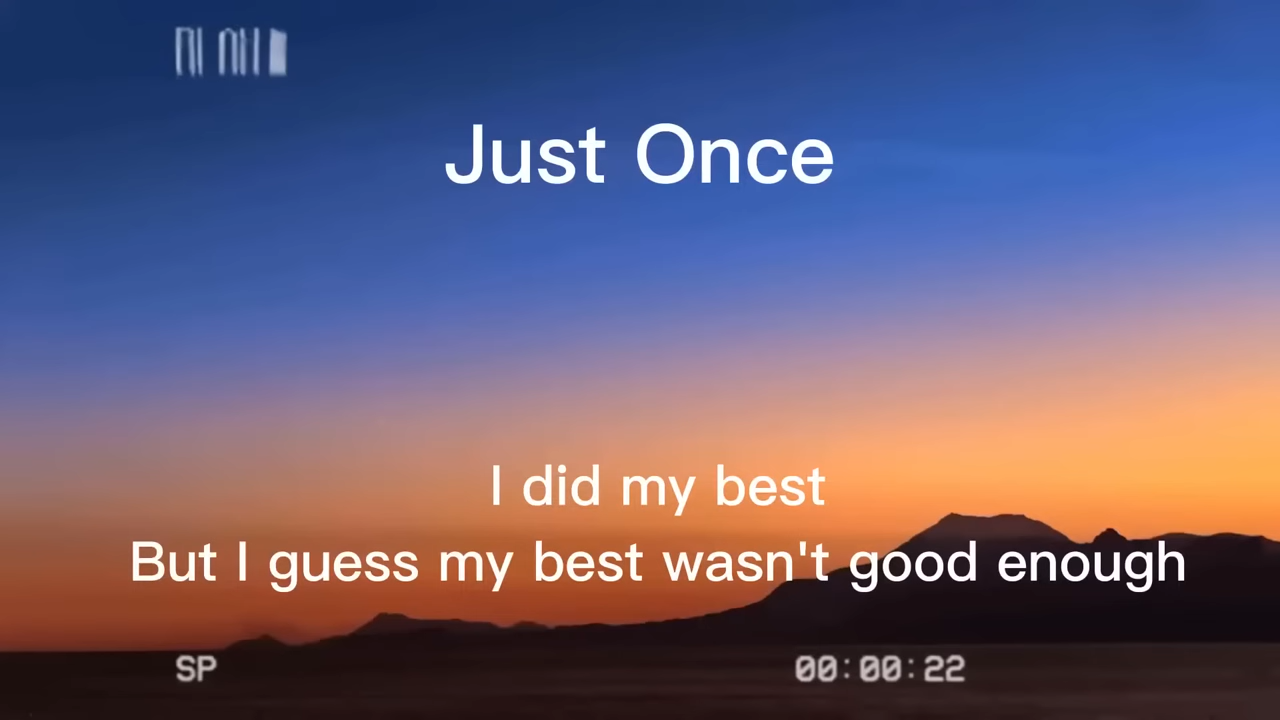 Just Once
I did my best
But I guess my best wasn't good enough
SP
00:00:22